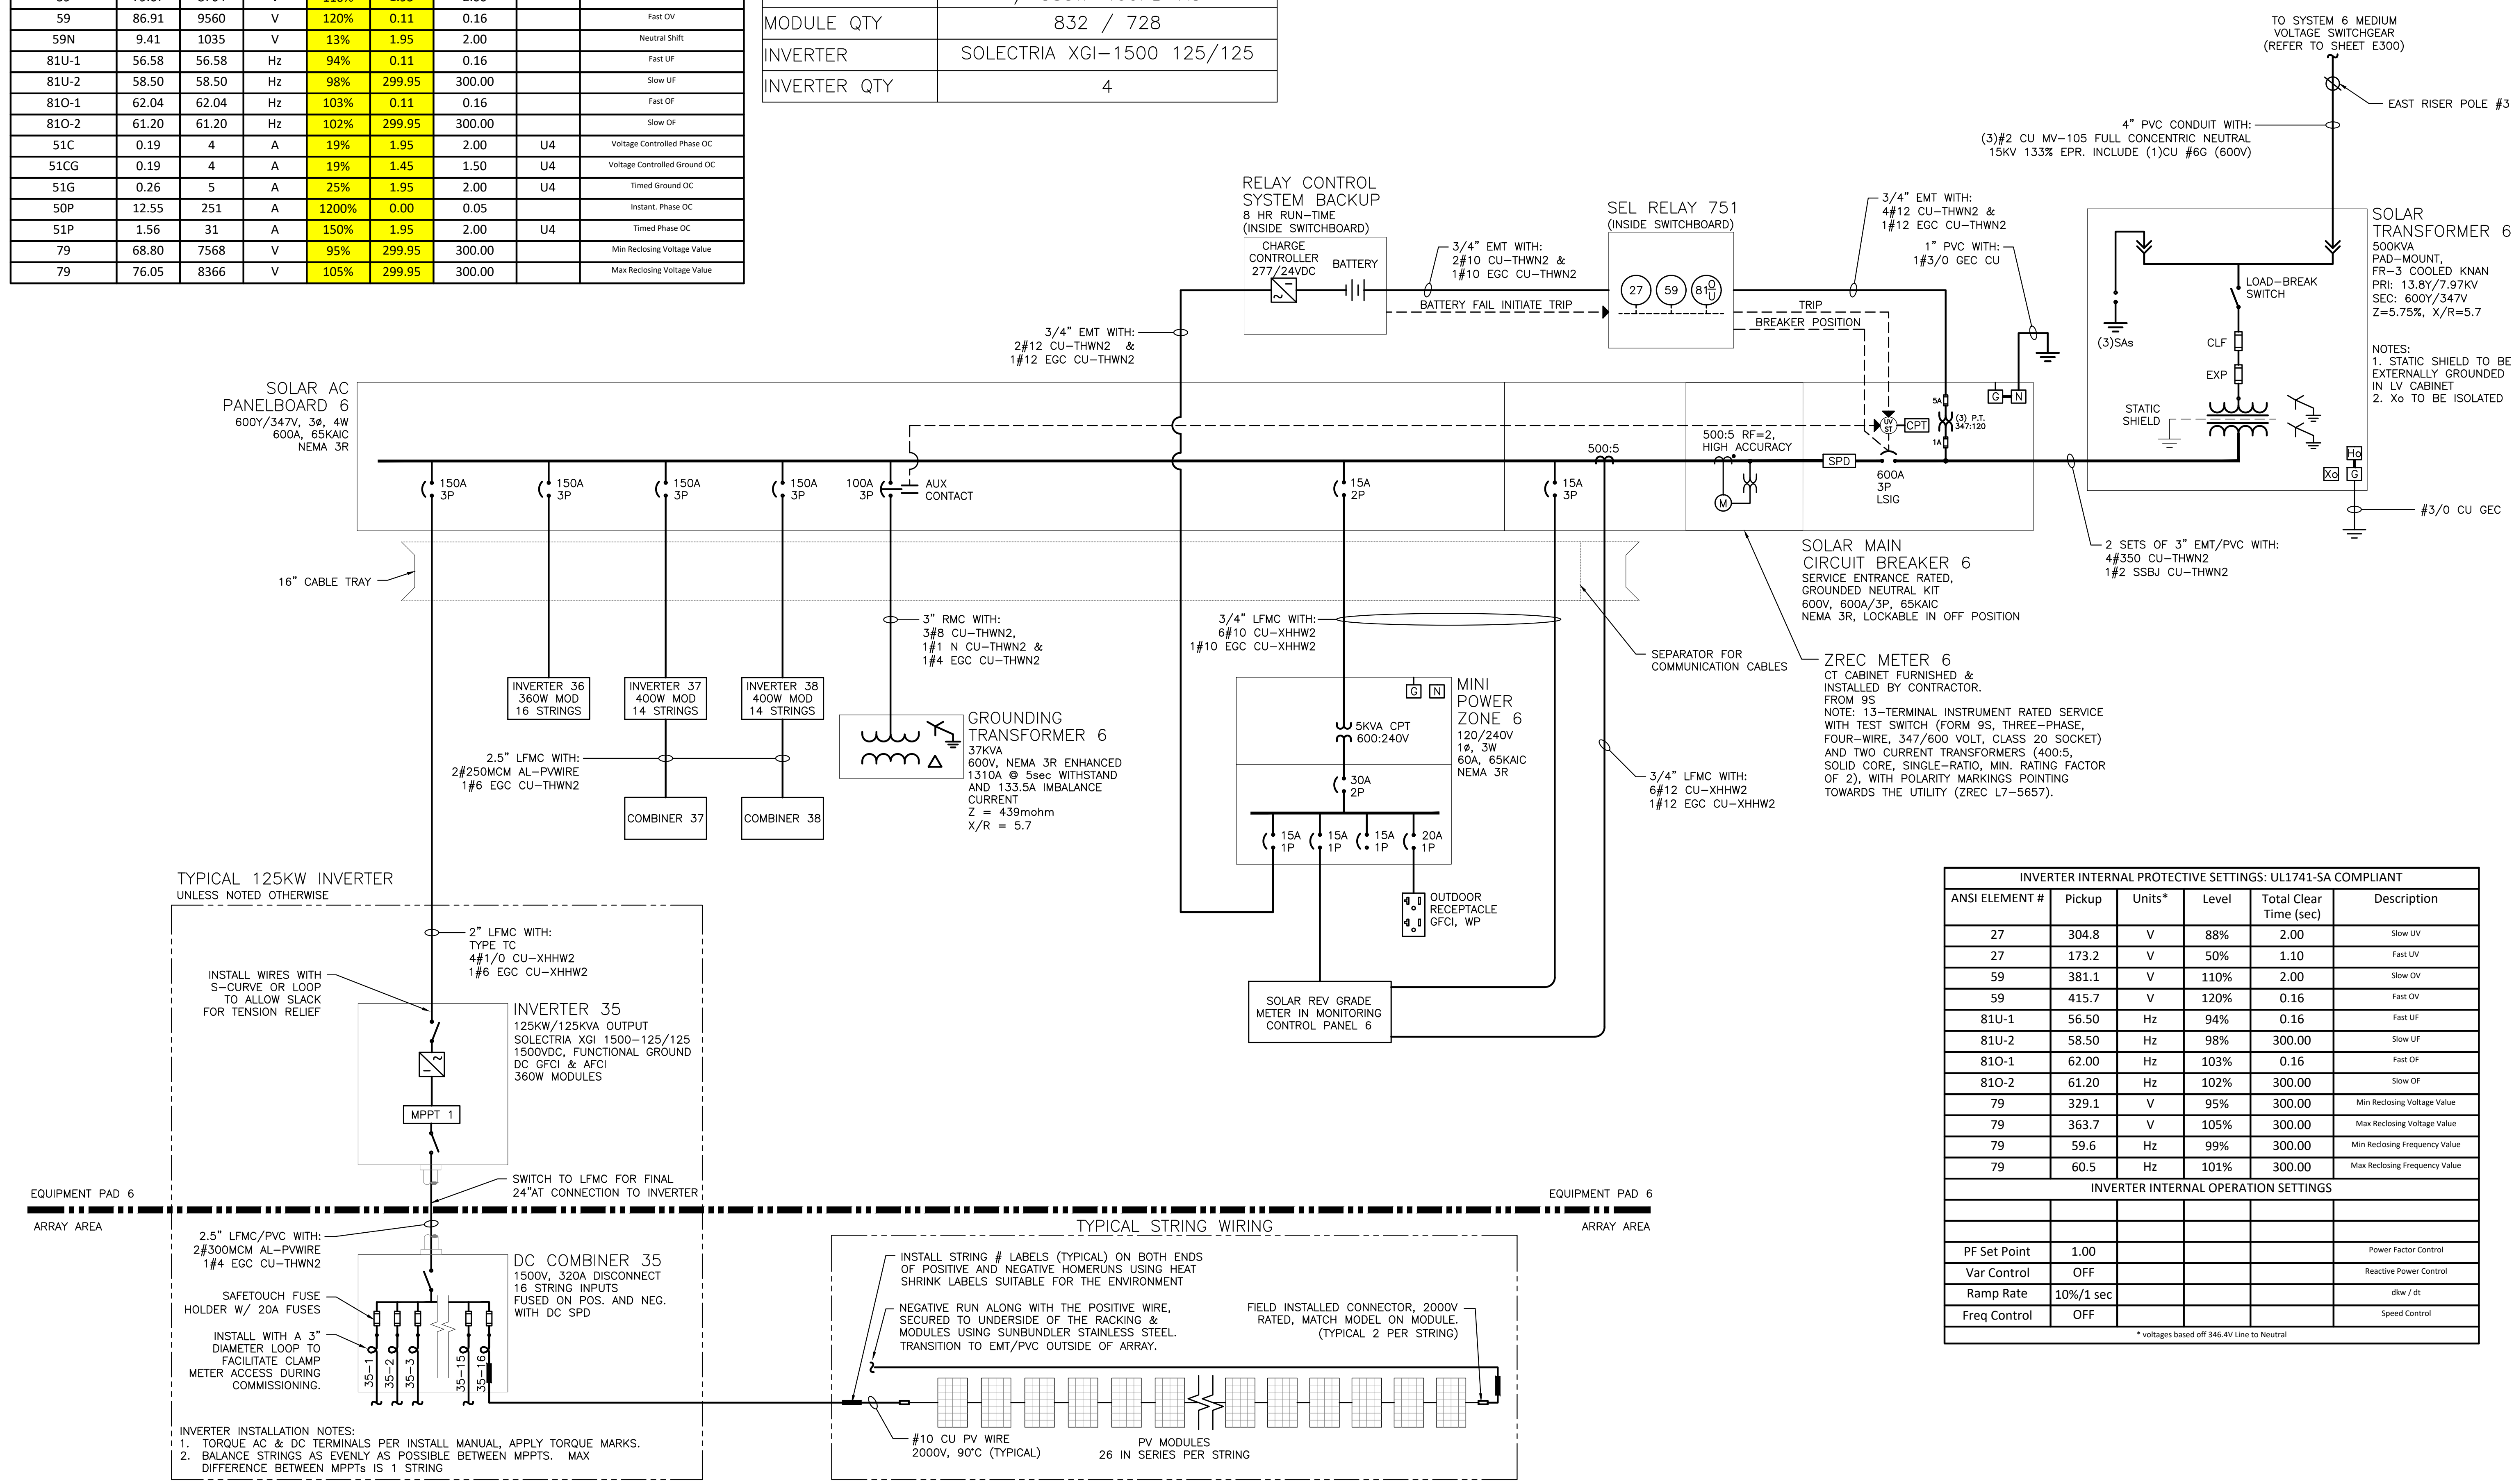 59 86.91 9560 V 120% 0.11 0.16 Fast OV
59N 9.41 1035 V 13% 1.95 2.00 Neutral Shift
81U-1 56.58 56.58 Hz 94% 0.11 0.16 Fast UF
81U-2 58.50 58.50 Hz 98% 299.95 300.00 Slow UF
81O-1 62.04 62.04 Hz 103% 0.11 0.16 Fast OF
81O-2 61.20 61.20 Hz 102% 299.95 300.00 Slow OF
51C 0.19 4 A 19% 1.95 2.00 U4 Voltage Controlled Phase OC
51CG 0.19 4 A 19% 1.45 1.50 U4 Voltage Controlled Ground OC
51G 0.26 5 A 25% 1.95 2.00 U4 Timed Ground OC
50P 12.55 251 A 1200% 0.00 0.05 Instant. Phase OC
51P 1.56 31 A 150% 1.95 2.00 U4 Timed Phase OC
79 68.80 7568 V 95% 299.95 300.00 Min Reclosing Voltage Value
79 76.05 8366 V 105% 299.95 300.00 Max Reclosing Voltage Value
MODULE QTY 832 / 728
INVERTER SOLECTRIA XGI-1500 125/125
INVERTER QTY 4
TO SYSTEM 6 MEDIUM
VOLTAGE SWITCHGEAR
(REFER TO SHEET E300)
EAST RISER POLE #3
4" PVC CONDUIT WITH:
(3)#2 CU MV-105 FULL CONCENTRIC NEUTRAL
15KV 133% EPR. INCLUDE (1)CU #6G (600V)
RELAY CONTROL
SYSTEM BACKUP
8 HR RUN-TIME
(INSIDE SWITCHBOARD)
CHARGE
CONTROLLER
277/24VDC
BATTERY
3/4" EMT WITH:
2#10 CU-THWN2 &
1#10 EGC CU-THWN2
BATTERY FAIL INITIATE TRIP
SEL RELAY 751
(INSIDE SWITCHBOARD)
27
59
81 O/U
TRIP
BREAKER POSITION
3/4" EMT WITH:
4#12 CU-THWN2 &
1#12 EGC CU-THWN2
1" PVC WITH:
1#3/0 GEC CU
SOLAR
TRANSFORMER 6
500KVA
PAD-MOUNT,
FR-3 COOLED KNAN
PRI: 13.8Y/7.97KV
SEC: 600Y/347V
Z=5.75%, X/R=5.7
NOTES:
1. STATIC SHIELD TO BE
EXTERNALLY GROUNDED
IN LV CABINET
2. Xo TO BE ISOLATED
LOAD-BREAK
SWITCH
(3)SAs
CLF
EXP
STATIC
SHIELD
Ho
Xo
G
#3/0 CU GEC
3/4" EMT WITH:
2#12 CU-THWN2 &
1#12 EGC CU-THWN2
SOLAR AC
PANELBOARD 6
600Y/347V, 3ø, 4W
600A, 65KAIC
NEMA 3R
150A
3P
150A
3P
150A
3P
150A
3P
100A
3P
AUX
CONTACT
15A
2P
15A
3P
500:5
500:5 RF=2,
HIGH ACCURACY
M
SPD
UV
ST
CPT
600A
3P
LSIG
5A
(3) P.T.
347:120
1A
G
N
2 SETS OF 3" EMT/PVC WITH:
4#350 CU-THWN2
1#2 SSBJ CU-THWN2
SOLAR MAIN
CIRCUIT BREAKER 6
SERVICE ENTRANCE RATED,
GROUNDED NEUTRAL KIT
600V, 600A/3P, 65KAIC
NEMA 3R, LOCKABLE IN OFF POSITION
16" CABLE TRAY
SEPARATOR FOR
COMMUNICATION CABLES
ZREC METER 6
CT CABINET FURNISHED &
INSTALLED BY CONTRACTOR.
FROM 9S
NOTE: 13-TERMINAL INSTRUMENT RATED SERVICE
WITH TEST SWITCH (FORM 9S, THREE-PHASE,
FOUR-WIRE, 347/600 VOLT, CLASS 20 SOCKET)
AND TWO CURRENT TRANSFORMERS (400:5,
SOLID CORE, SINGLE-RATIO, MIN. RATING FACTOR
OF 2), WITH POLARITY MARKINGS POINTING
TOWARDS THE UTILITY (ZREC L7-5657).
3" RMC WITH:
3#8 CU-THWN2,
1#1 N CU-THWN2 &
1#4 EGC CU-THWN2
3/4" LFMC WITH:
6#10 CU-XHHW2
1#10 EGC CU-XHHW2
INVERTER 36
360W MOD
16 STRINGS
INVERTER 37
400W MOD
14 STRINGS
INVERTER 38
400W MOD
14 STRINGS
2.5" LFMC WITH:
2#250MCM AL-PVWIRE
1#6 EGC CU-THWN2
COMBINER 37
COMBINER 38
GROUNDING
TRANSFORMER 6
37KVA
600V, NEMA 3R ENHANCED
1310A @ 5sec WITHSTAND
AND 133.5A IMBALANCE
CURRENT
Z = 439mohm
X/R = 5.7
G
N
MINI
POWER
ZONE 6
120/240V
1ø, 3W
60A, 65KAIC
NEMA 3R
5KVA CPT
600:240V
30A
2P
15A
1P
15A
1P
15A
1P
20A
1P
OUTDOOR
RECEPTACLE
GFCI, WP
3/4" LFMC WITH:
6#12 CU-XHHW2
1#12 EGC CU-XHHW2
SOLAR REV GRADE
METER IN MONITORING
CONTROL PANEL 6
TYPICAL 125KW INVERTER
UNLESS NOTED OTHERWISE
2" LFMC WITH:
TYPE TC
4#1/0 CU-XHHW2
1#6 EGC CU-XHHW2
INSTALL WIRES WITH
S-CURVE OR LOOP
TO ALLOW SLACK
FOR TENSION RELIEF
INVERTER 35
125KW/125KVA OUTPUT
SOLECTRIA XGI 1500-125/125
1500VDC, FUNCTIONAL GROUND
DC GFCI & AFCI
360W MODULES
MPPT 1
SWITCH TO LFMC FOR FINAL
24"AT CONNECTION TO INVERTER
EQUIPMENT PAD 6
EQUIPMENT PAD 6
ARRAY AREA
ARRAY AREA
2.5" LFMC/PVC WITH:
2#300MCM AL-PVWIRE
1#4 EGC CU-THWN2
DC COMBINER 35
1500V, 320A DISCONNECT
16 STRING INPUTS
FUSED ON POS. AND NEG.
WITH DC SPD
SAFETOUCH FUSE
HOLDER W/ 20A FUSES
INSTALL WITH A 3"
DIAMETER LOOP TO
FACILITATE CLAMP
METER ACCESS DURING
COMMISSIONING.
35-1
35-2
35-3
35-15
35-16
INVERTER INSTALLATION NOTES:
1. TORQUE AC & DC TERMINALS PER INSTALL MANUAL, APPLY TORQUE MARKS.
2. BALANCE STRINGS AS EVENLY AS POSSIBLE BETWEEN MPPTS. MAX
DIFFERENCE BETWEEN MPPTs IS 1 STRING
TYPICAL STRING WIRING
INSTALL STRING # LABELS (TYPICAL) ON BOTH ENDS
OF POSITIVE AND NEGATIVE HOMERUNS USING HEAT
SHRINK LABELS SUITABLE FOR THE ENVIRONMENT
NEGATIVE RUN ALONG WITH THE POSITIVE WIRE,
SECURED TO UNDERSIDE OF THE RACKING &
MODULES USING SUNBUNDLER STAINLESS STEEL.
TRANSITION TO EMT/PVC OUTSIDE OF ARRAY.
FIELD INSTALLED CONNECTOR, 2000V
RATED, MATCH MODEL ON MODULE.
(TYPICAL 2 PER STRING)
#10 CU PV WIRE
2000V, 90°C (TYPICAL)
PV MODULES
26 IN SERIES PER STRING
INVERTER INTERNAL PROTECTIVE SETTINGS: UL1741-SA COMPLIANT
ANSI ELEMENT # Pickup Units* Level Total Clear Time (sec) Description
27 304.8 V 88% 2.00 Slow UV
27 173.2 V 50% 1.10 Fast UV
59 381.1 V 110% 2.00 Slow OV
59 415.7 V 120% 0.16 Fast OV
81U-1 56.50 Hz 94% 0.16 Fast UF
81U-2 58.50 Hz 98% 300.00 Slow UF
81O-1 62.00 Hz 103% 0.16 Fast OF
81O-2 61.20 Hz 102% 300.00 Slow OF
79 329.1 V 95% 300.00 Min Reclosing Voltage Value
79 363.7 V 105% 300.00 Max Reclosing Voltage Value
79 59.6 Hz 99% 300.00 Min Reclosing Frequency Value
79 60.5 Hz 101% 300.00 Max Reclosing Frequency Value
INVERTER INTERNAL OPERATION SETTINGS
PF Set Point 1.00 Power Factor Control
Var Control OFF Reactive Power Control
Ramp Rate 10%/1 sec dkw / dt
Freq Control OFF Speed Control
* voltages based off 346.4V Line to Neutral